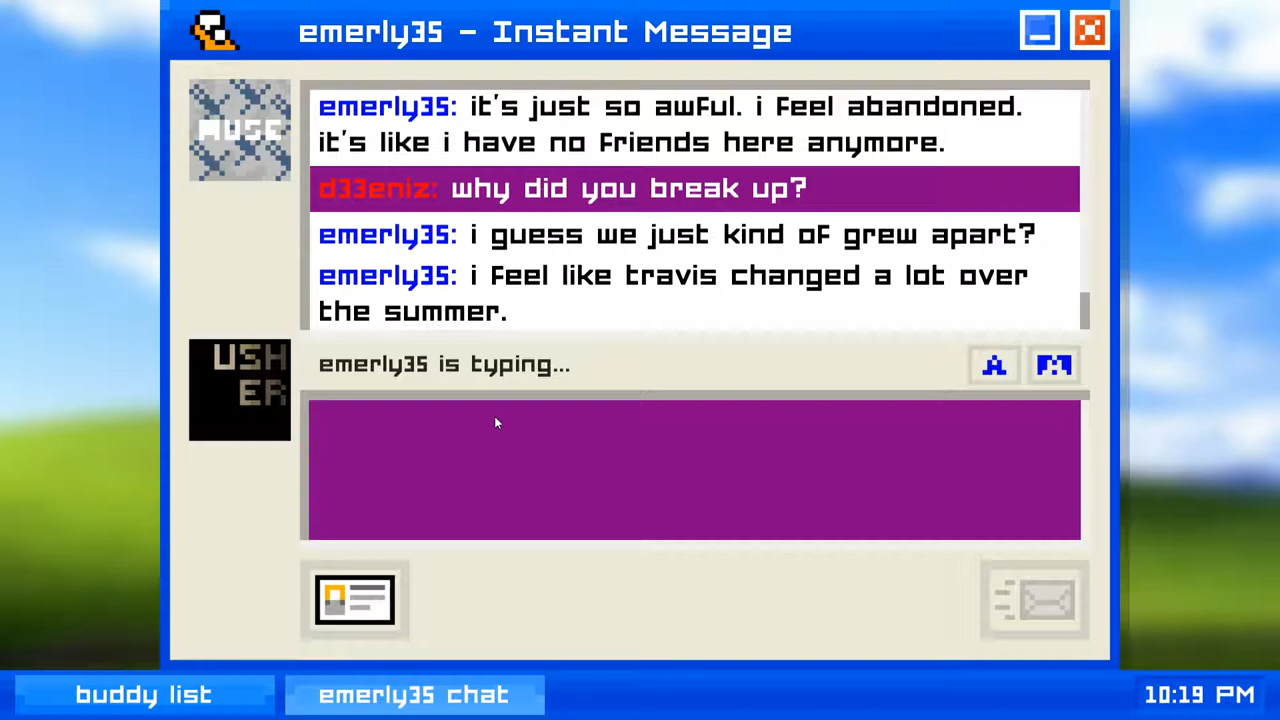 emerly35 - Instant Message
MUSE
emerly35: it's just so awful. i feel abandoned.
it's like i have no friends here anymore.
d33eniz: why did you break up?
emerly35: i guess we just kind of grew apart?
emerly35: i feel like travis changed a lot over
the summer.
USH
ER
emerly35 is typing...
A
buddy list
emerly35 chat
10:19 PM